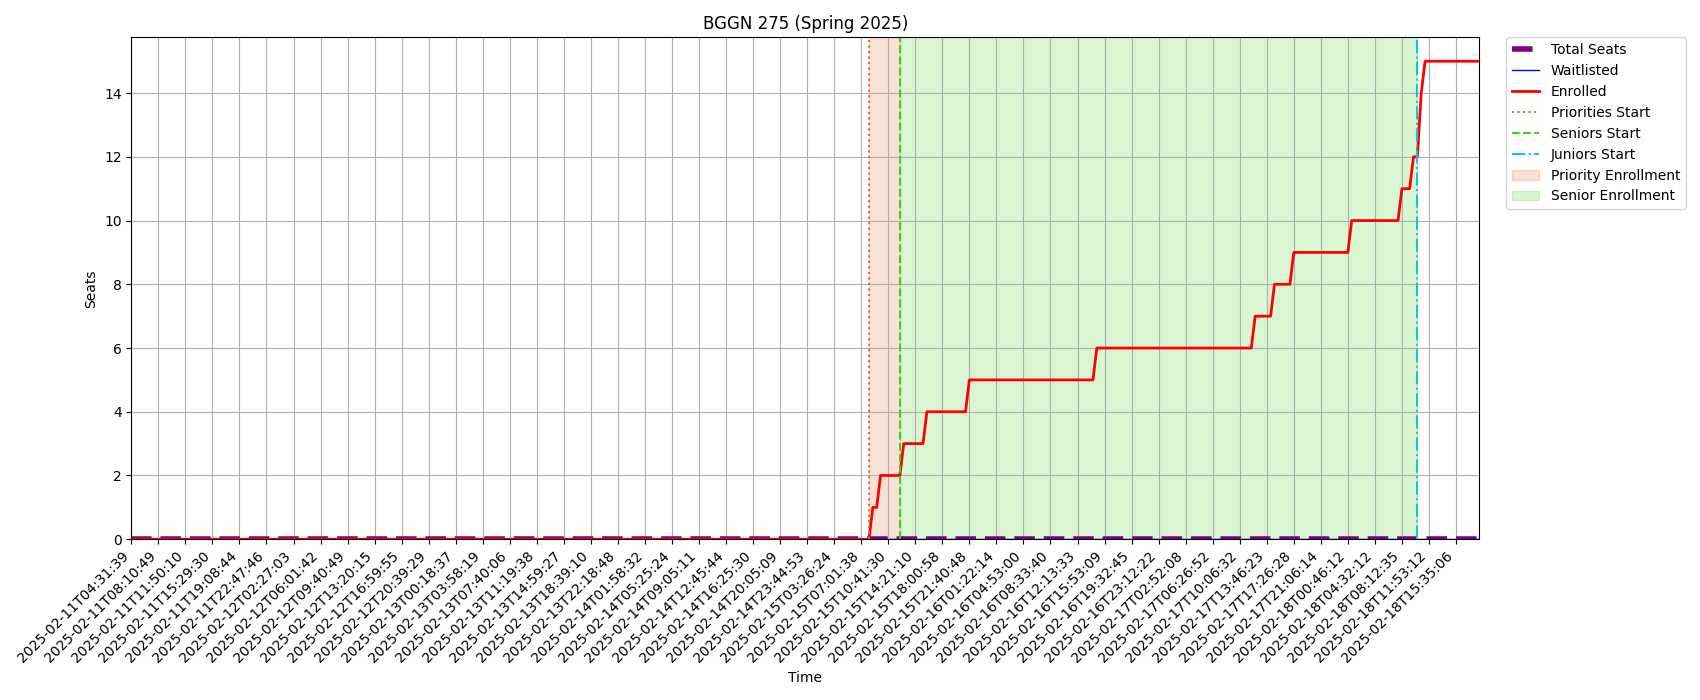 BGGN 275 (Spring 2025)
Total Seats
Waitlisted
Enrolled
Priorities Start
Seniors Start
Juniors Start
Priority Enrollment
Senior Enrollment
Seats
14
12
10
8
6
4
2
0
2025-02-11T04:31:39
2025-02-11T08:10:49
2025-02-11T11:50:10
2025-02-11T15:29:30
2025-02-11T19:08:44
2025-02-11T22:47:46
2025-02-12T02:27:03
2025-02-12T06:01:42
2025-02-12T09:40:49
2025-02-12T13:20:15
2025-02-12T16:59:55
2025-02-12T20:39:29
2025-02-13T00:18:37
2025-02-13T03:58:19
2025-02-13T07:40:06
2025-02-13T11:19:38
2025-02-13T14:59:27
2025-02-13T18:39:10
2025-02-13T22:18:48
2025-02-14T01:58:32
2025-02-14T05:25:24
2025-02-14T09:05:11
2025-02-14T12:45:44
2025-02-14T16:25:30
2025-02-14T20:05:09
2025-02-14T23:44:53
2025-02-15T03:26:24
2025-02-15T07:01:38
2025-02-15T10:41:30
2025-02-15T14:21:10
2025-02-15T18:00:58
2025-02-15T21:40:48
2025-02-16T01:22:14
2025-02-16T04:53:00
2025-02-16T08:33:40
2025-02-16T12:13:33
2025-02-16T15:53:09
2025-02-16T19:32:45
2025-02-16T23:12:22
2025-02-17T02:52:08
2025-02-17T06:26:52
2025-02-17T10:06:32
2025-02-17T13:46:23
2025-02-17T17:26:28
2025-02-17T21:06:14
2025-02-18T00:46:12
2025-02-18T04:32:12
2025-02-18T08:12:35
2025-02-18T11:53:12
2025-02-18T15:35:06
Time